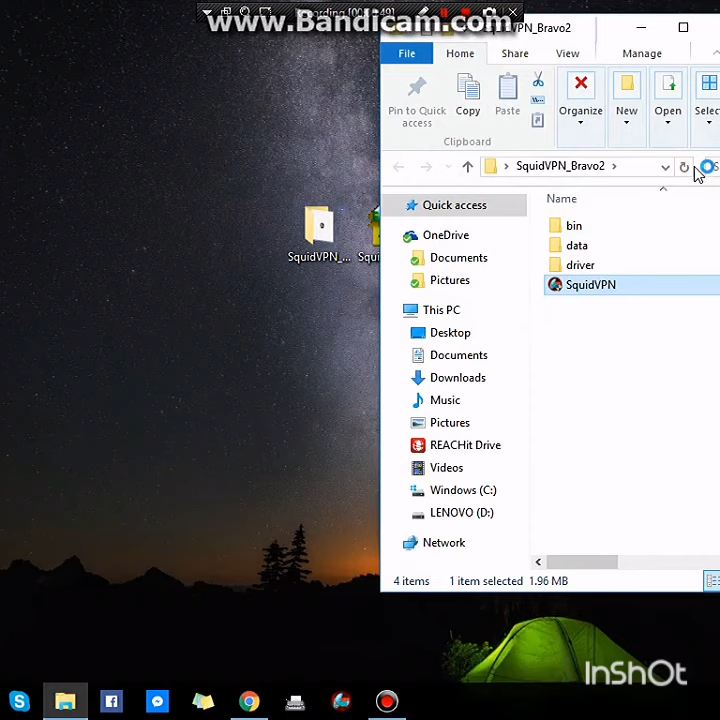 www.Bandicam.com
VPN_Bravo2
File
Home
Share
View
Manage
Pin to Quick
access
Copy
Paste
Organize
New
Open
Clipboard
SquidVPN_Bravo2
Name
Quick access
OneDrive
Documents
Pictures
This PC
Desktop
Documents
Downloads
Music
Pictures
REACHit Drive
Videos
Windows (C:)
LENOVO (D:)
Network
bin
data
driver
SquidVPN
4 items
1 item selected 1.96 MB
SquidVPN_...
InShOt